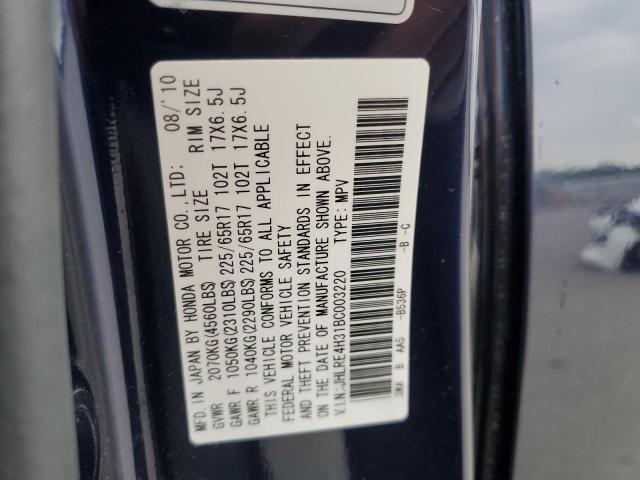 MFD. IN JAPAN BY HONDA MOTOR CO., LTD: 08/'10
GVWR 2070KG(4560LBS) TIRE SIZE RIM SIZE
GAWR F 1050KG(2310LBS) 225/65R17 102T 17X6.5J
GAWR R 1040KG(2290LBS) 225/65R17 102T 17X6.5J
THIS VEHICLE CONFORMS TO ALL APPLICABLE
FEDERAL MOTOR VEHICLE SAFETY
AND THEFT PREVENTION STANDARDS IN EFFECT
ON THE DATE OF MANUFACTURE SHOWN ABOVE.
V.I.N.:JHLRE4H31BC003220 TYPE: MPV
SWA B AA5 -B536P -B -C